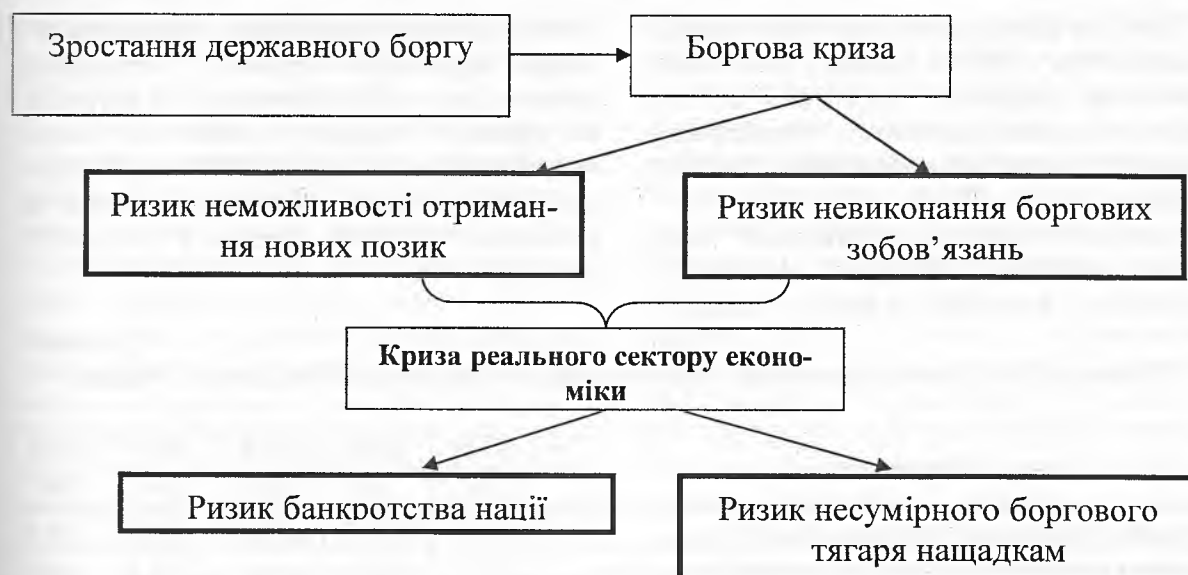 Зростання державного боргу
Боргова криза
Ризик неможливості отриман-
ня нових позик
Ризик невиконання боргових
зобов’язань
Криза реального сектору еконо-
міки
Ризик банкротства нації
Ризик несумірного боргового
тягаря нащадкам